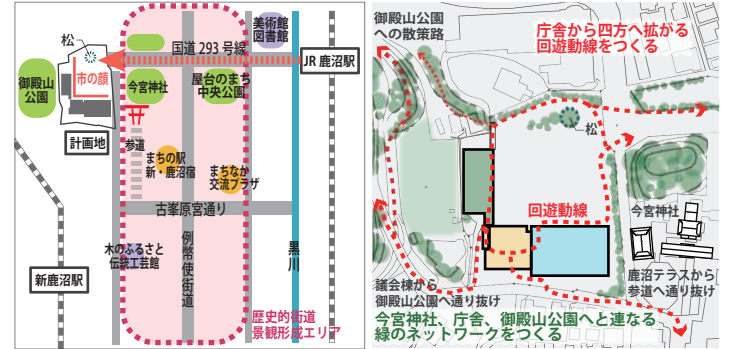 美術館
図書館
松
国道 293 号線
JR 鹿沼駅
市の顔
御殿山
公園
今宮神社
屋台のまち
中央公園
計画地
参道
まちの駅
新・鹿沼宿
まちなか
交流プラザ
古峯原宮通り
木のふるさと
伝統工芸館
例幣使街道
黒川
新鹿沼駅
歴史的街道
景観形成エリア
御殿山公園
への散策路
庁舎から四方へ拡がる
回遊動線をつくる
松
回遊動線
今宮神社
議会棟から
御殿山公園へ通り抜け
鹿沼テラスから
参道へ通り抜け
今宮神社、庁舎、御殿山公園へと連なる
緑のネットワークをつくる